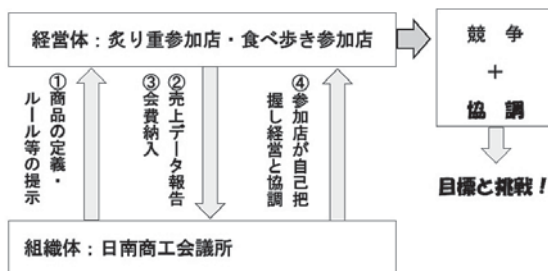 経営体：炙り重参加店・食べ歩き参加店
①商品の定義・
ルール等の提示
②売上データ報告
③会費納入
④参加店が自己把
握し経営と協調
組織体：日南商工会議所
競　争
＋
協　調
目標と挑戦！